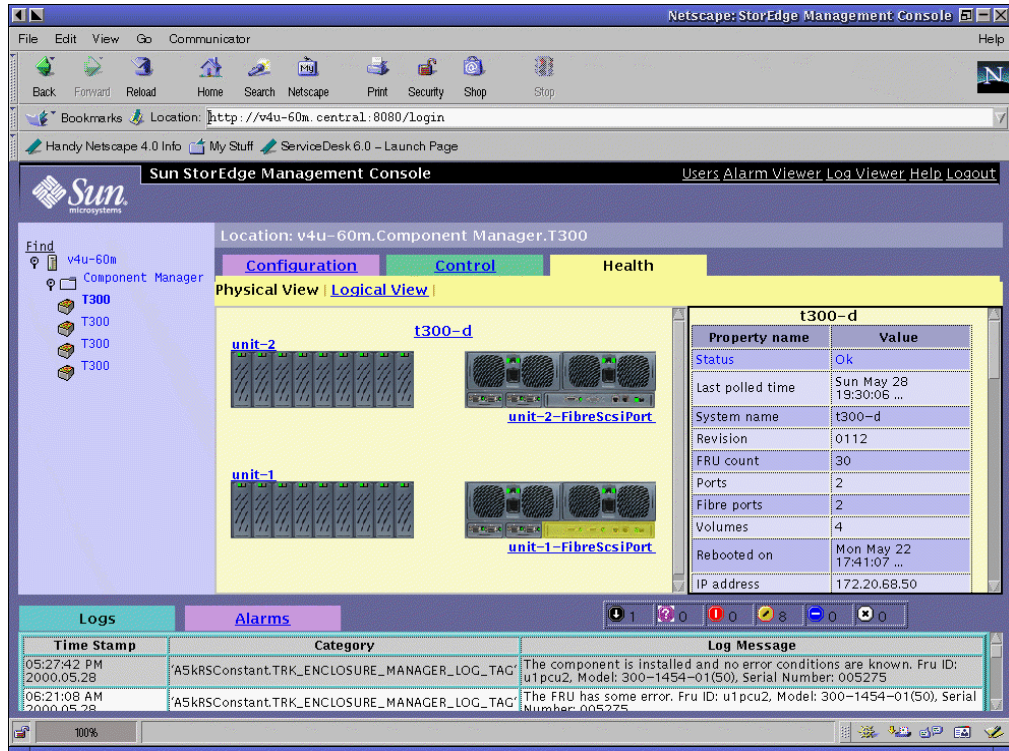 Netscape: StorEdge Management Console
File Edit View Go Communicator Help
Back Forward Reload Home Search Netscape Print Security Shop Stop
My
N
Bookmarks Location: http://v4u-60m.central:8080/login
Handy Netscape 4.0 Info My Stuff ServiceDesk 6.0 – Launch Page
Sun StorEdge Management Console Users Alarm Viewer Log Viewer Help Logout
Sun.
microsystems
Location: v4u-60m.Component Manager.T300
Find
v4u-60m
Component Manager
T300
T300
T300
T300
Configuration Control Health
Physical View | Logical View |
t300-d
unit-2
unit-2-FibreScsiPort
unit-1
unit-1-FibreScsiPort
t300-d
Property name Value
Status Ok
Last polled time Sun May 28 19:30:06 ...
System name t300-d
Revision 0112
FRU count 30
Ports 2
Fibre ports 2
Volumes 4
Rebooted on Mon May 22 17:41:07 ...
IP address 172.20.68.50
Logs Alarms 1 0 0 8 0 0
Time Stamp Category Log Message
05:27:42 PM 2000.05.28 'A5kRSConstant.TRK_ENCLOSURE_MANAGER_LOG_TAG' The component is installed and no error conditions are known. Fru ID: u1pcu2, Model: 300-1454-01(50), Serial Number: 005275
06:21:08 AM 2000.05.28 'A5kRSConstant.TRK_ENCLOSURE_MANAGER_LOG_TAG' The FRU has some error. Fru ID: u1pcu2, Model: 300-1454-01(50), Serial Number: 005275
100%